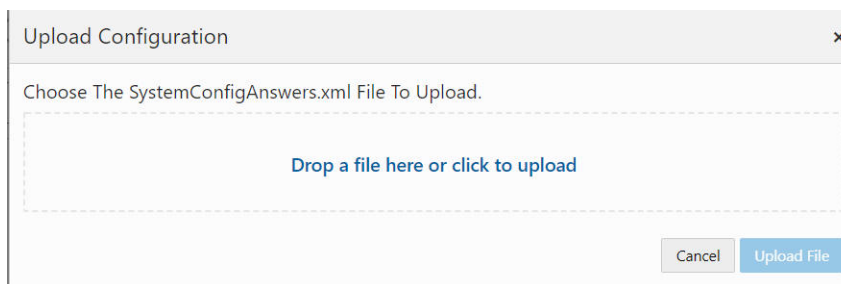 Upload Configuration
Choose The SystemConfigAnswers.xml File To Upload.
Drop a file here or click to upload
Cancel Upload File